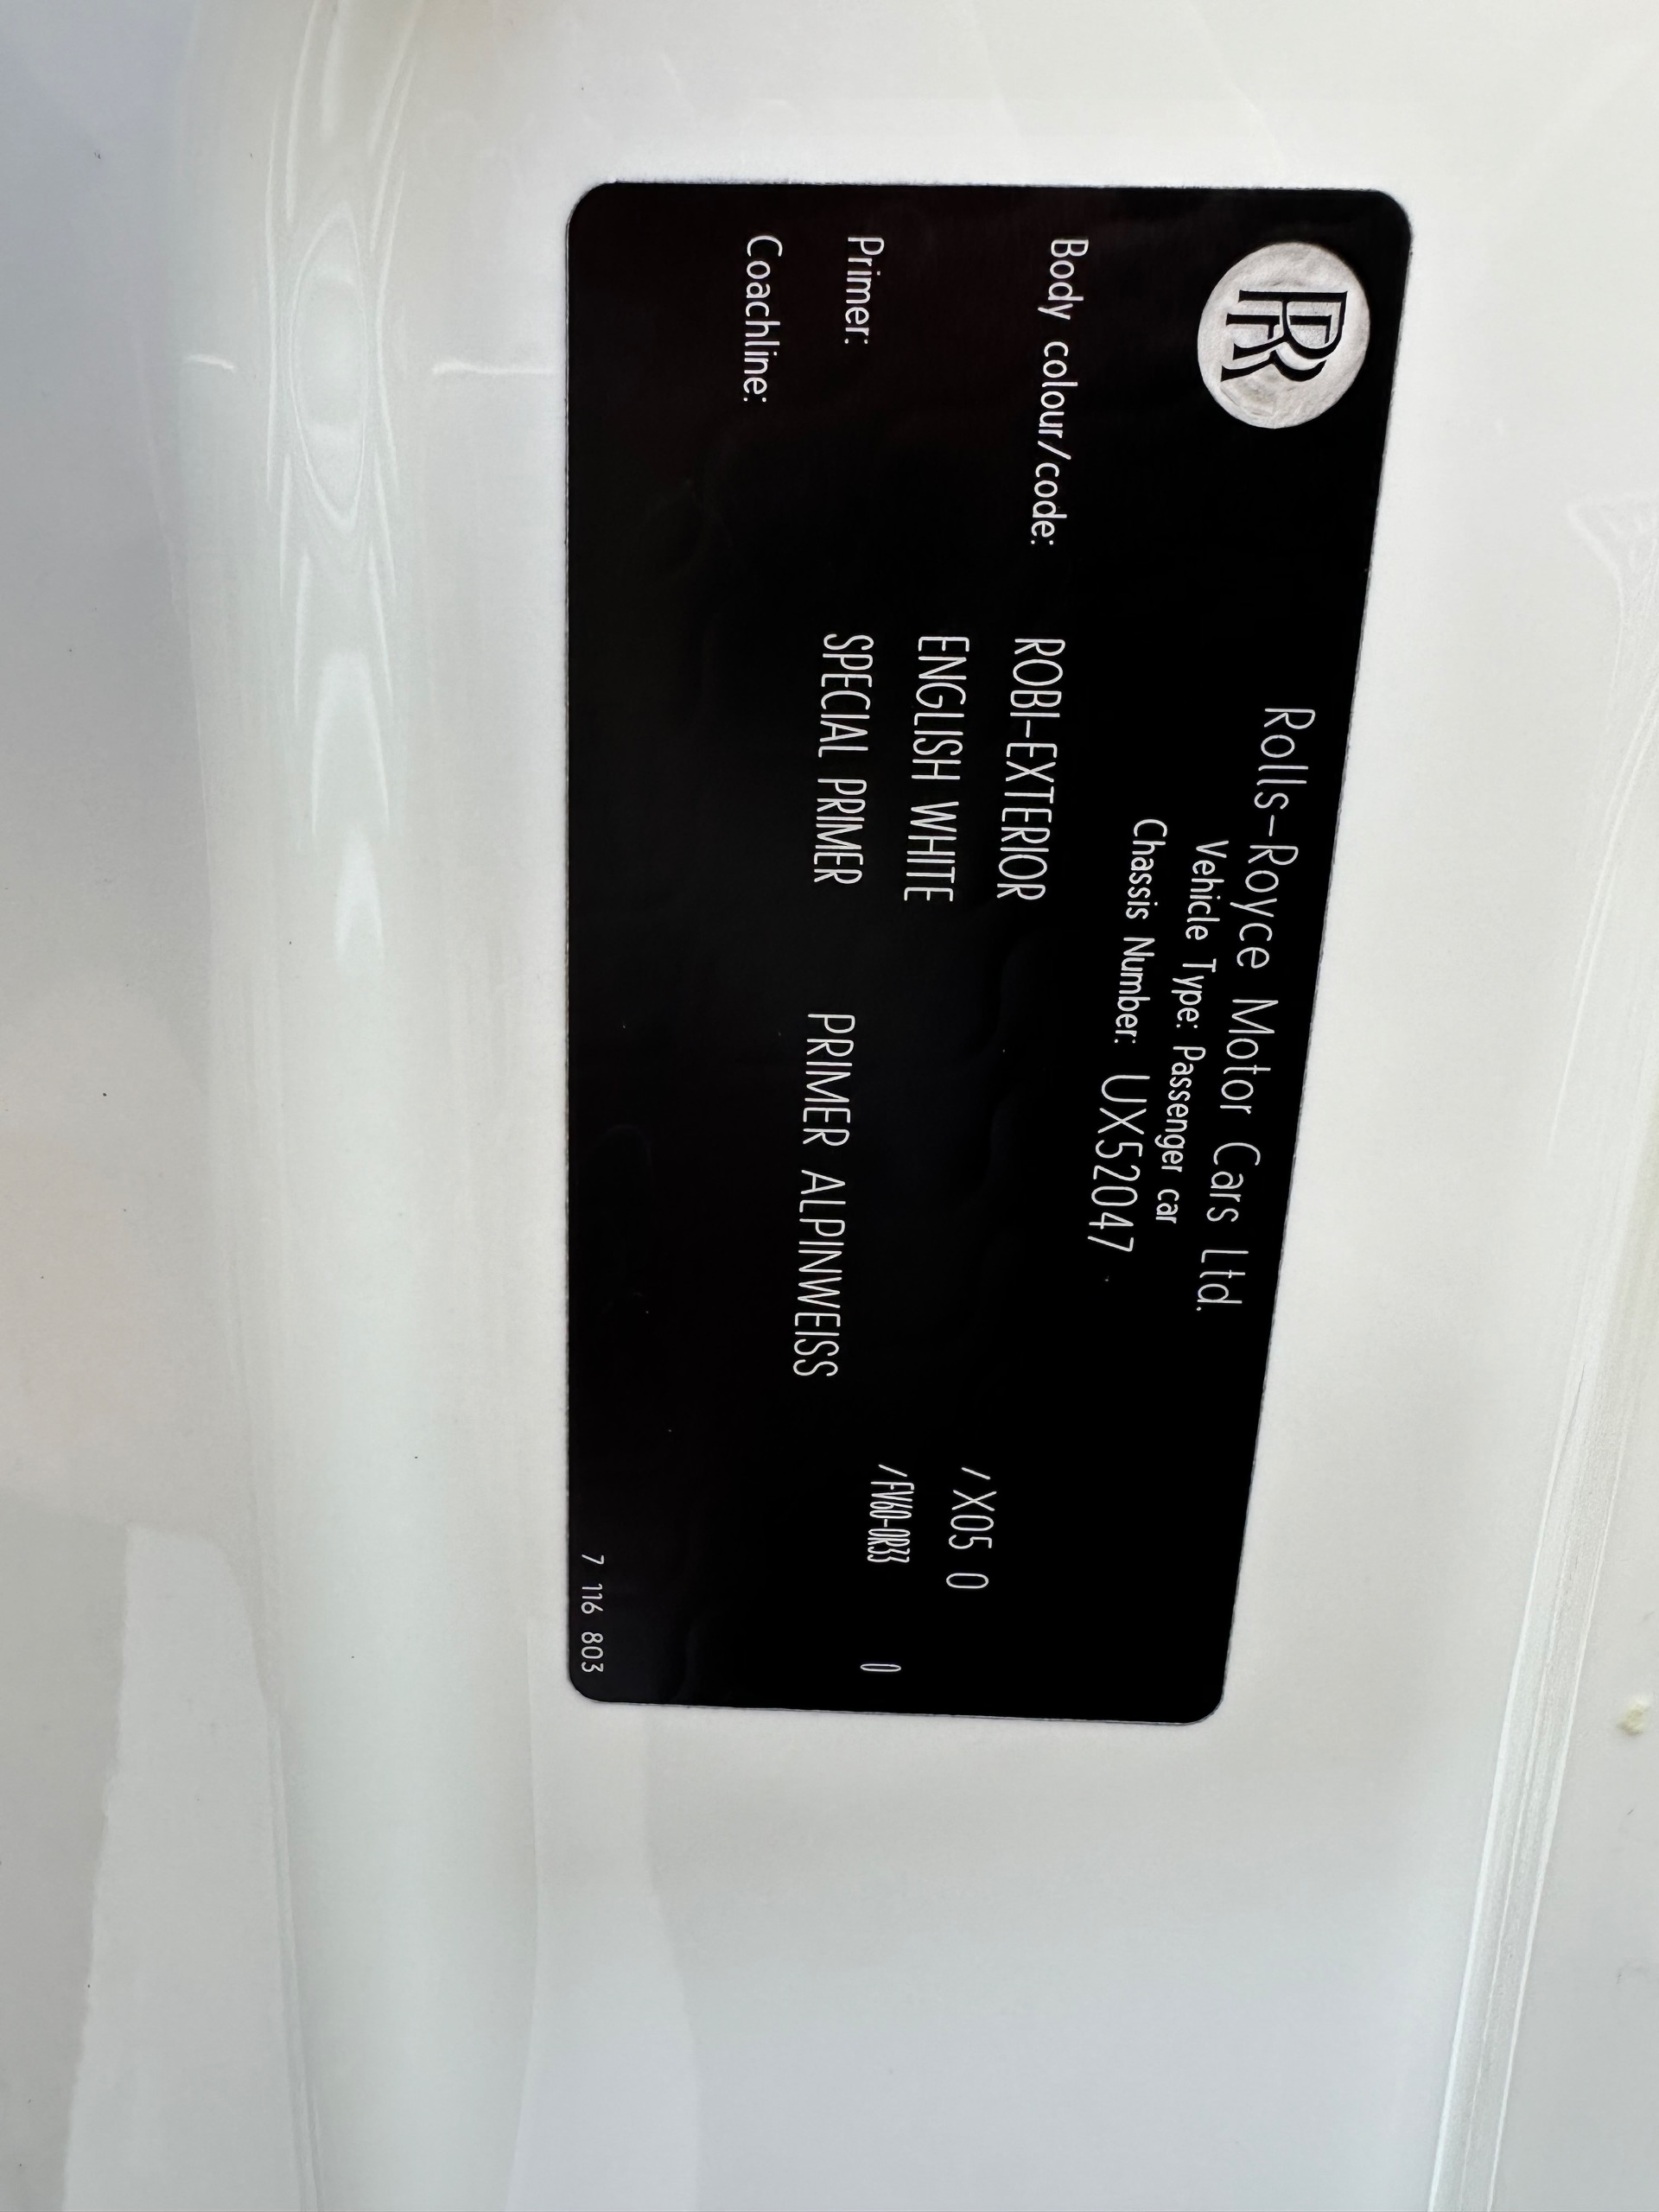 RR
Rolls-Royce Motor Cars Ltd.
Vehicle Type: Passenger car
Chassis Number: UX52047
Body colour/code: ROBI-EXTERIOR
ENGLISH WHITE /X05 0
Primer: SPECIAL PRIMER PRIMER ALPINWEISS /FV60-0R33 0
Coachline:
7 116 803